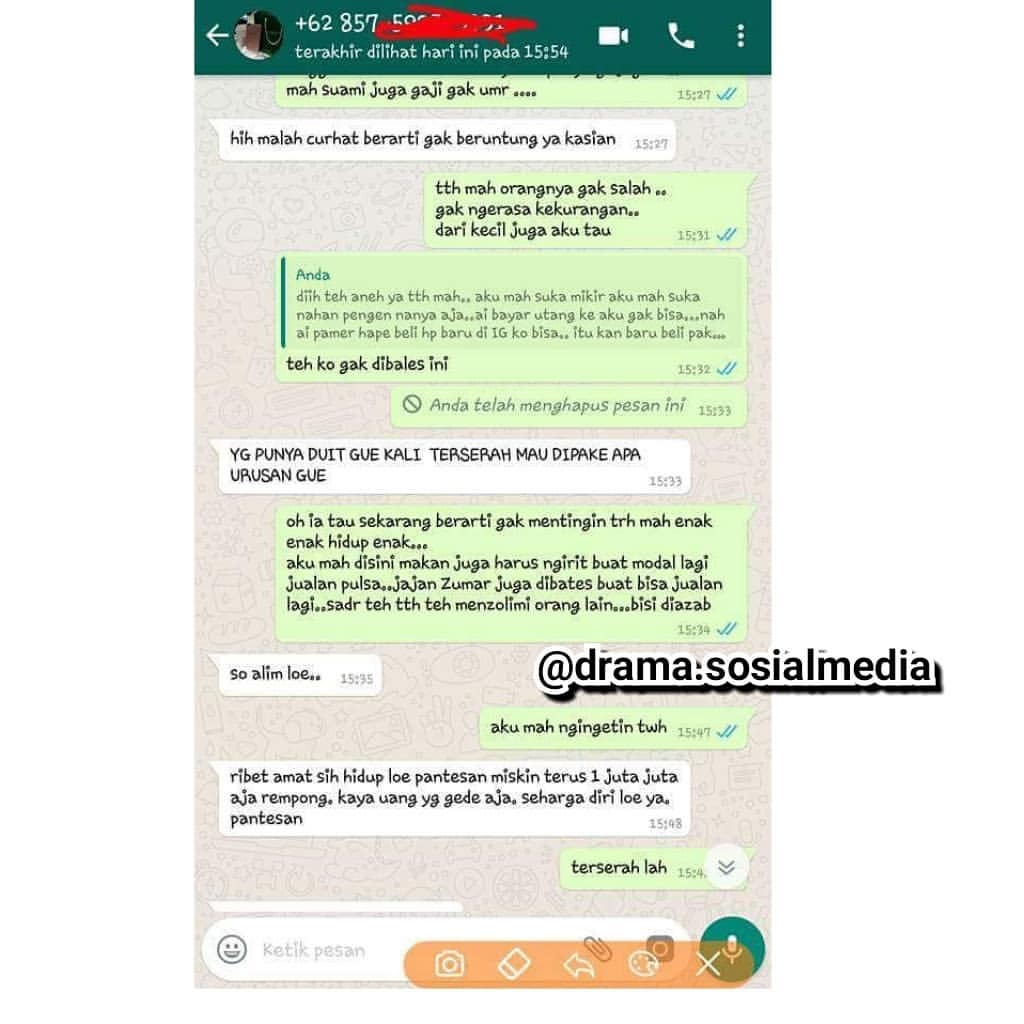 +62 857
terakhir dilihat hari ini pada 15:54
mah suami juga gaji gak umr .... 15:27
hih malah curhat berarti gak beruntung ya kasian 15:27
tth mah orangnya gak salah ..
gak ngerasa kekurangan..
dari kecil juga aku tau 15:31
Anda
diih teh aneh ya tth mah.. aku mah suka mikir aku mah suka
nahan pengen nanya aja..ai bayar utang ke aku gak bisa...nah
ai pamer hape beli hp baru di IG ko bisa.. itu kan baru beli pak...
teh ko gak dibales ini 15:32
Anda telah menghapus pesan ini 15:33
YG PUNYA DUIT GUE KALI TERSERAH MAU DIPAKE APA
URUSAN GUE 15:33
oh ia tau sekarang berarti gak mentingin trh mah enak
enak hidup enak...
aku mah disini makan juga harus ngirit buat modal lagi
jualan pulsa..jajan Zumar juga dibates buat bisa jualan
lagi..sadr teh tth teh menzolimi orang lain...bisi diazab
15:34
@drama.sosialmedia
so alim loe.. 15:35
aku mah ngingetin twh 15:47
ribet amat sih hidup loe pantesan miskin terus 1 juta juta
aja rempong. kaya uang yg gede aja. seharga diri loe ya.
pantesan 15:48
terserah lah
Ketik pesan